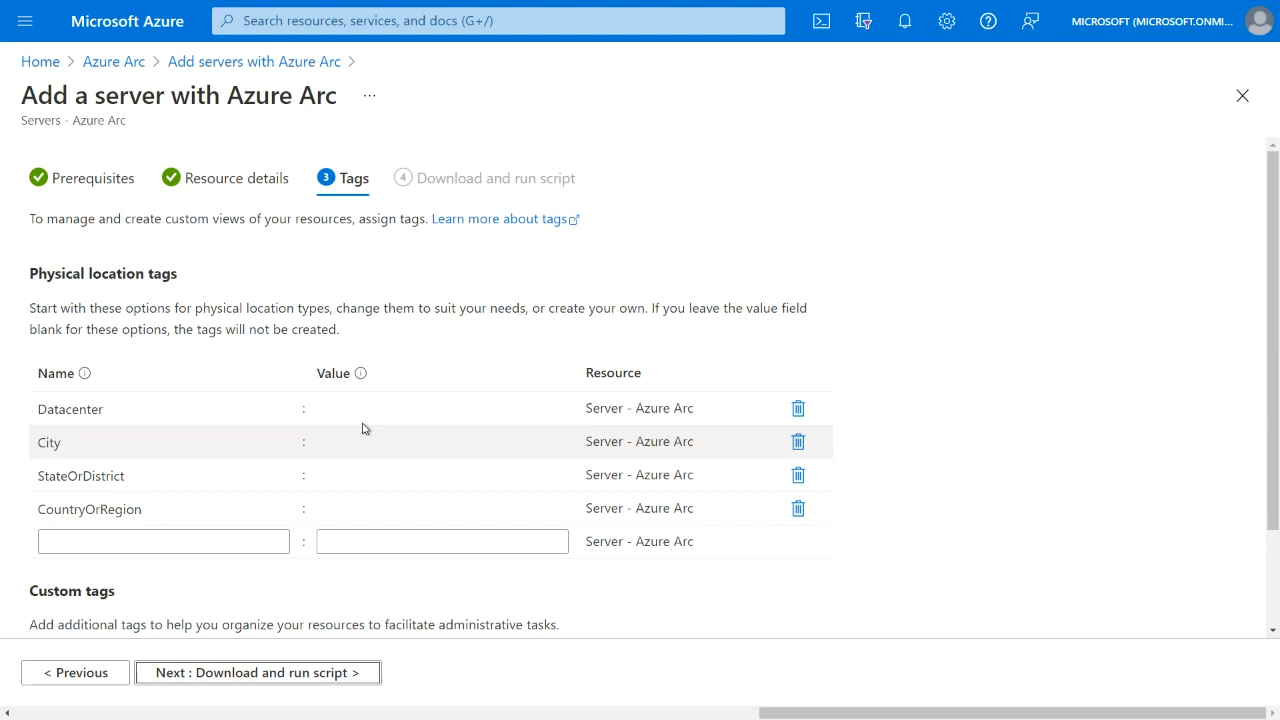 Microsoft Azure
Search resources, services, and docs (G+/)
MICROSOFT (MICROSOFT.ONMI...
Home > Azure Arc > Add servers with Azure Arc >
Add a server with Azure Arc ...
Servers - Azure Arc
Prerequisites
Resource details
3 Tags
4 Download and run script
To manage and create custom views of your resources, assign tags. Learn more about tags
Physical location tags
Start with these options for physical location types, change them to suit your needs, or create your own. If you leave the value field
blank for these options, the tags will not be created.
Name Value Resource
Datacenter : Server - Azure Arc
City : Server - Azure Arc
StateOrDistrict : Server - Azure Arc
CountryOrRegion : Server - Azure Arc
: Server - Azure Arc
Custom tags
Add additional tags to help you organize your resources to facilitate administrative tasks.
< Previous
Next : Download and run script >